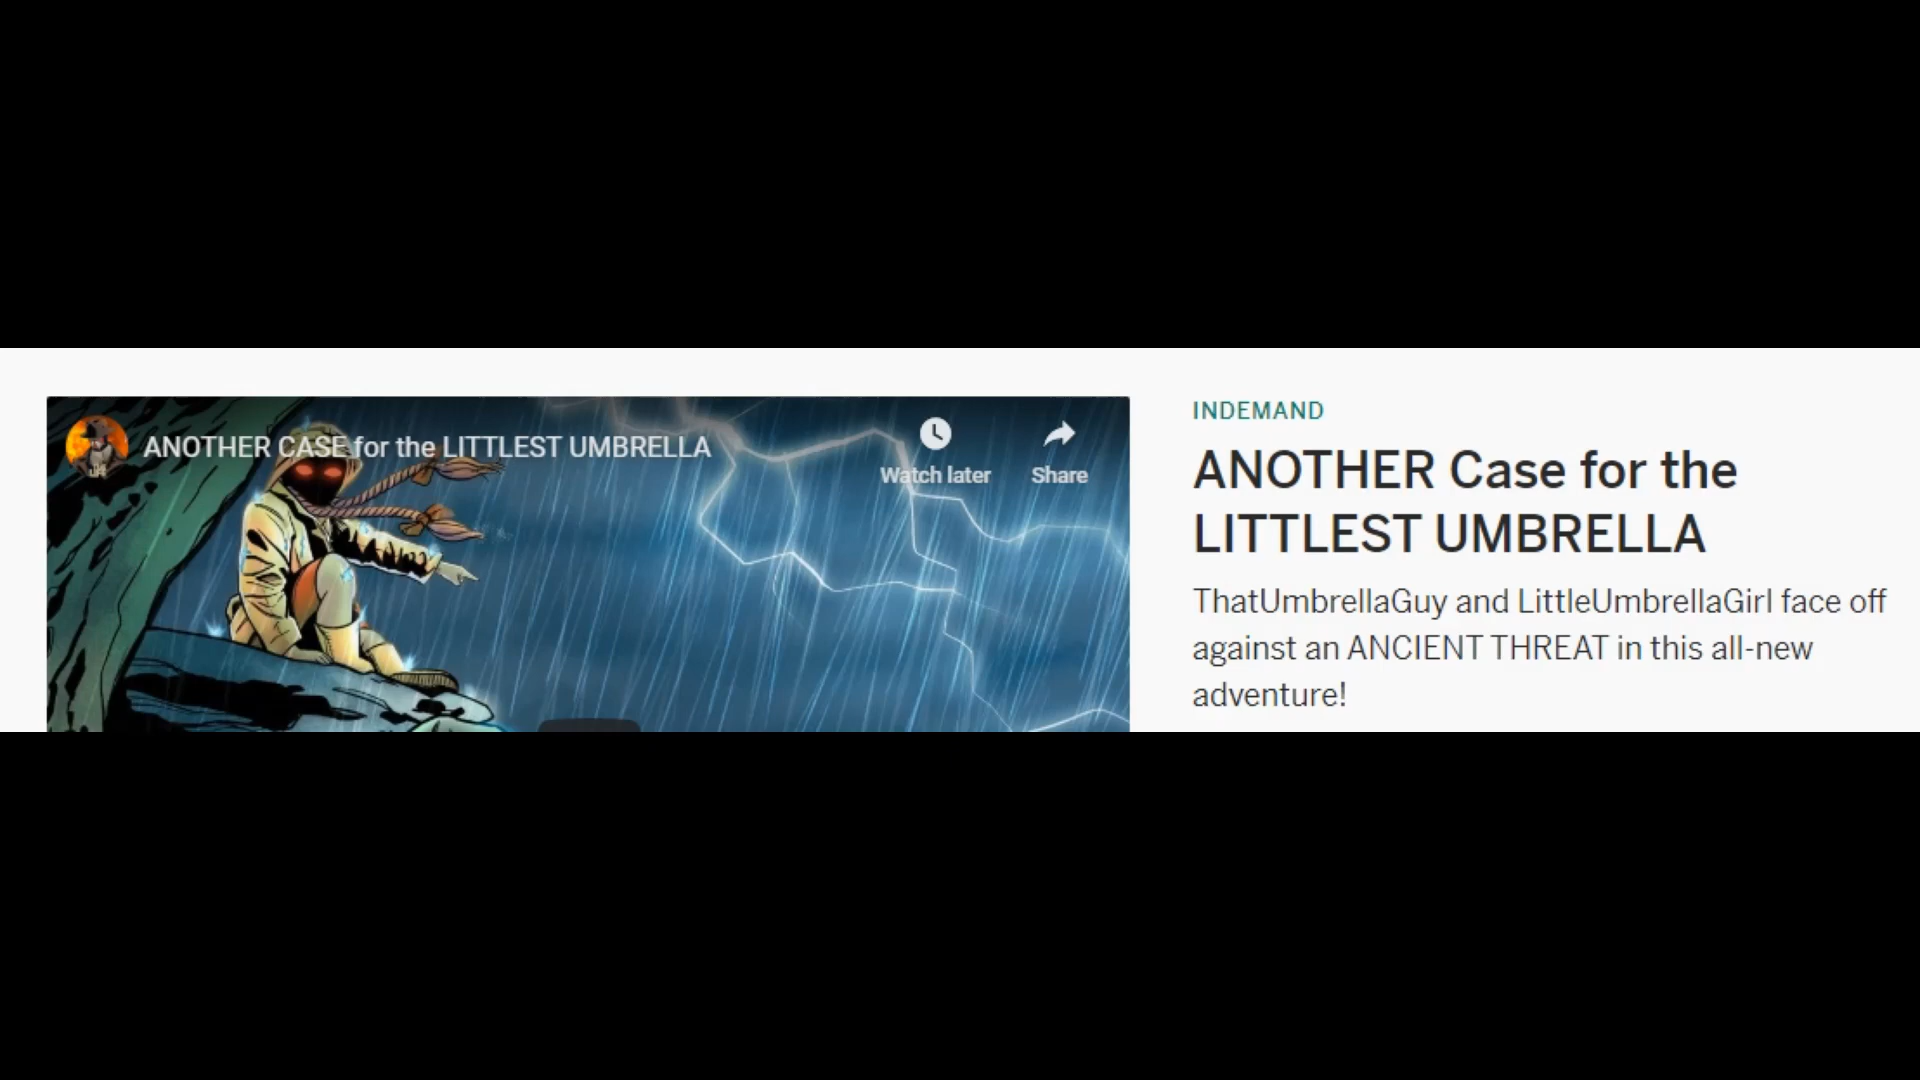 ANOTHER CASE for the LITTLEST UMBRELLA
Watch later
Share
INDEMAND
ANOTHER Case for the
LITTLEST UMBRELLA
ThatUmbrellaGuy and LittleUmbrellaGirl face off
against an ANCIENT THREAT in this all-new
adventure!